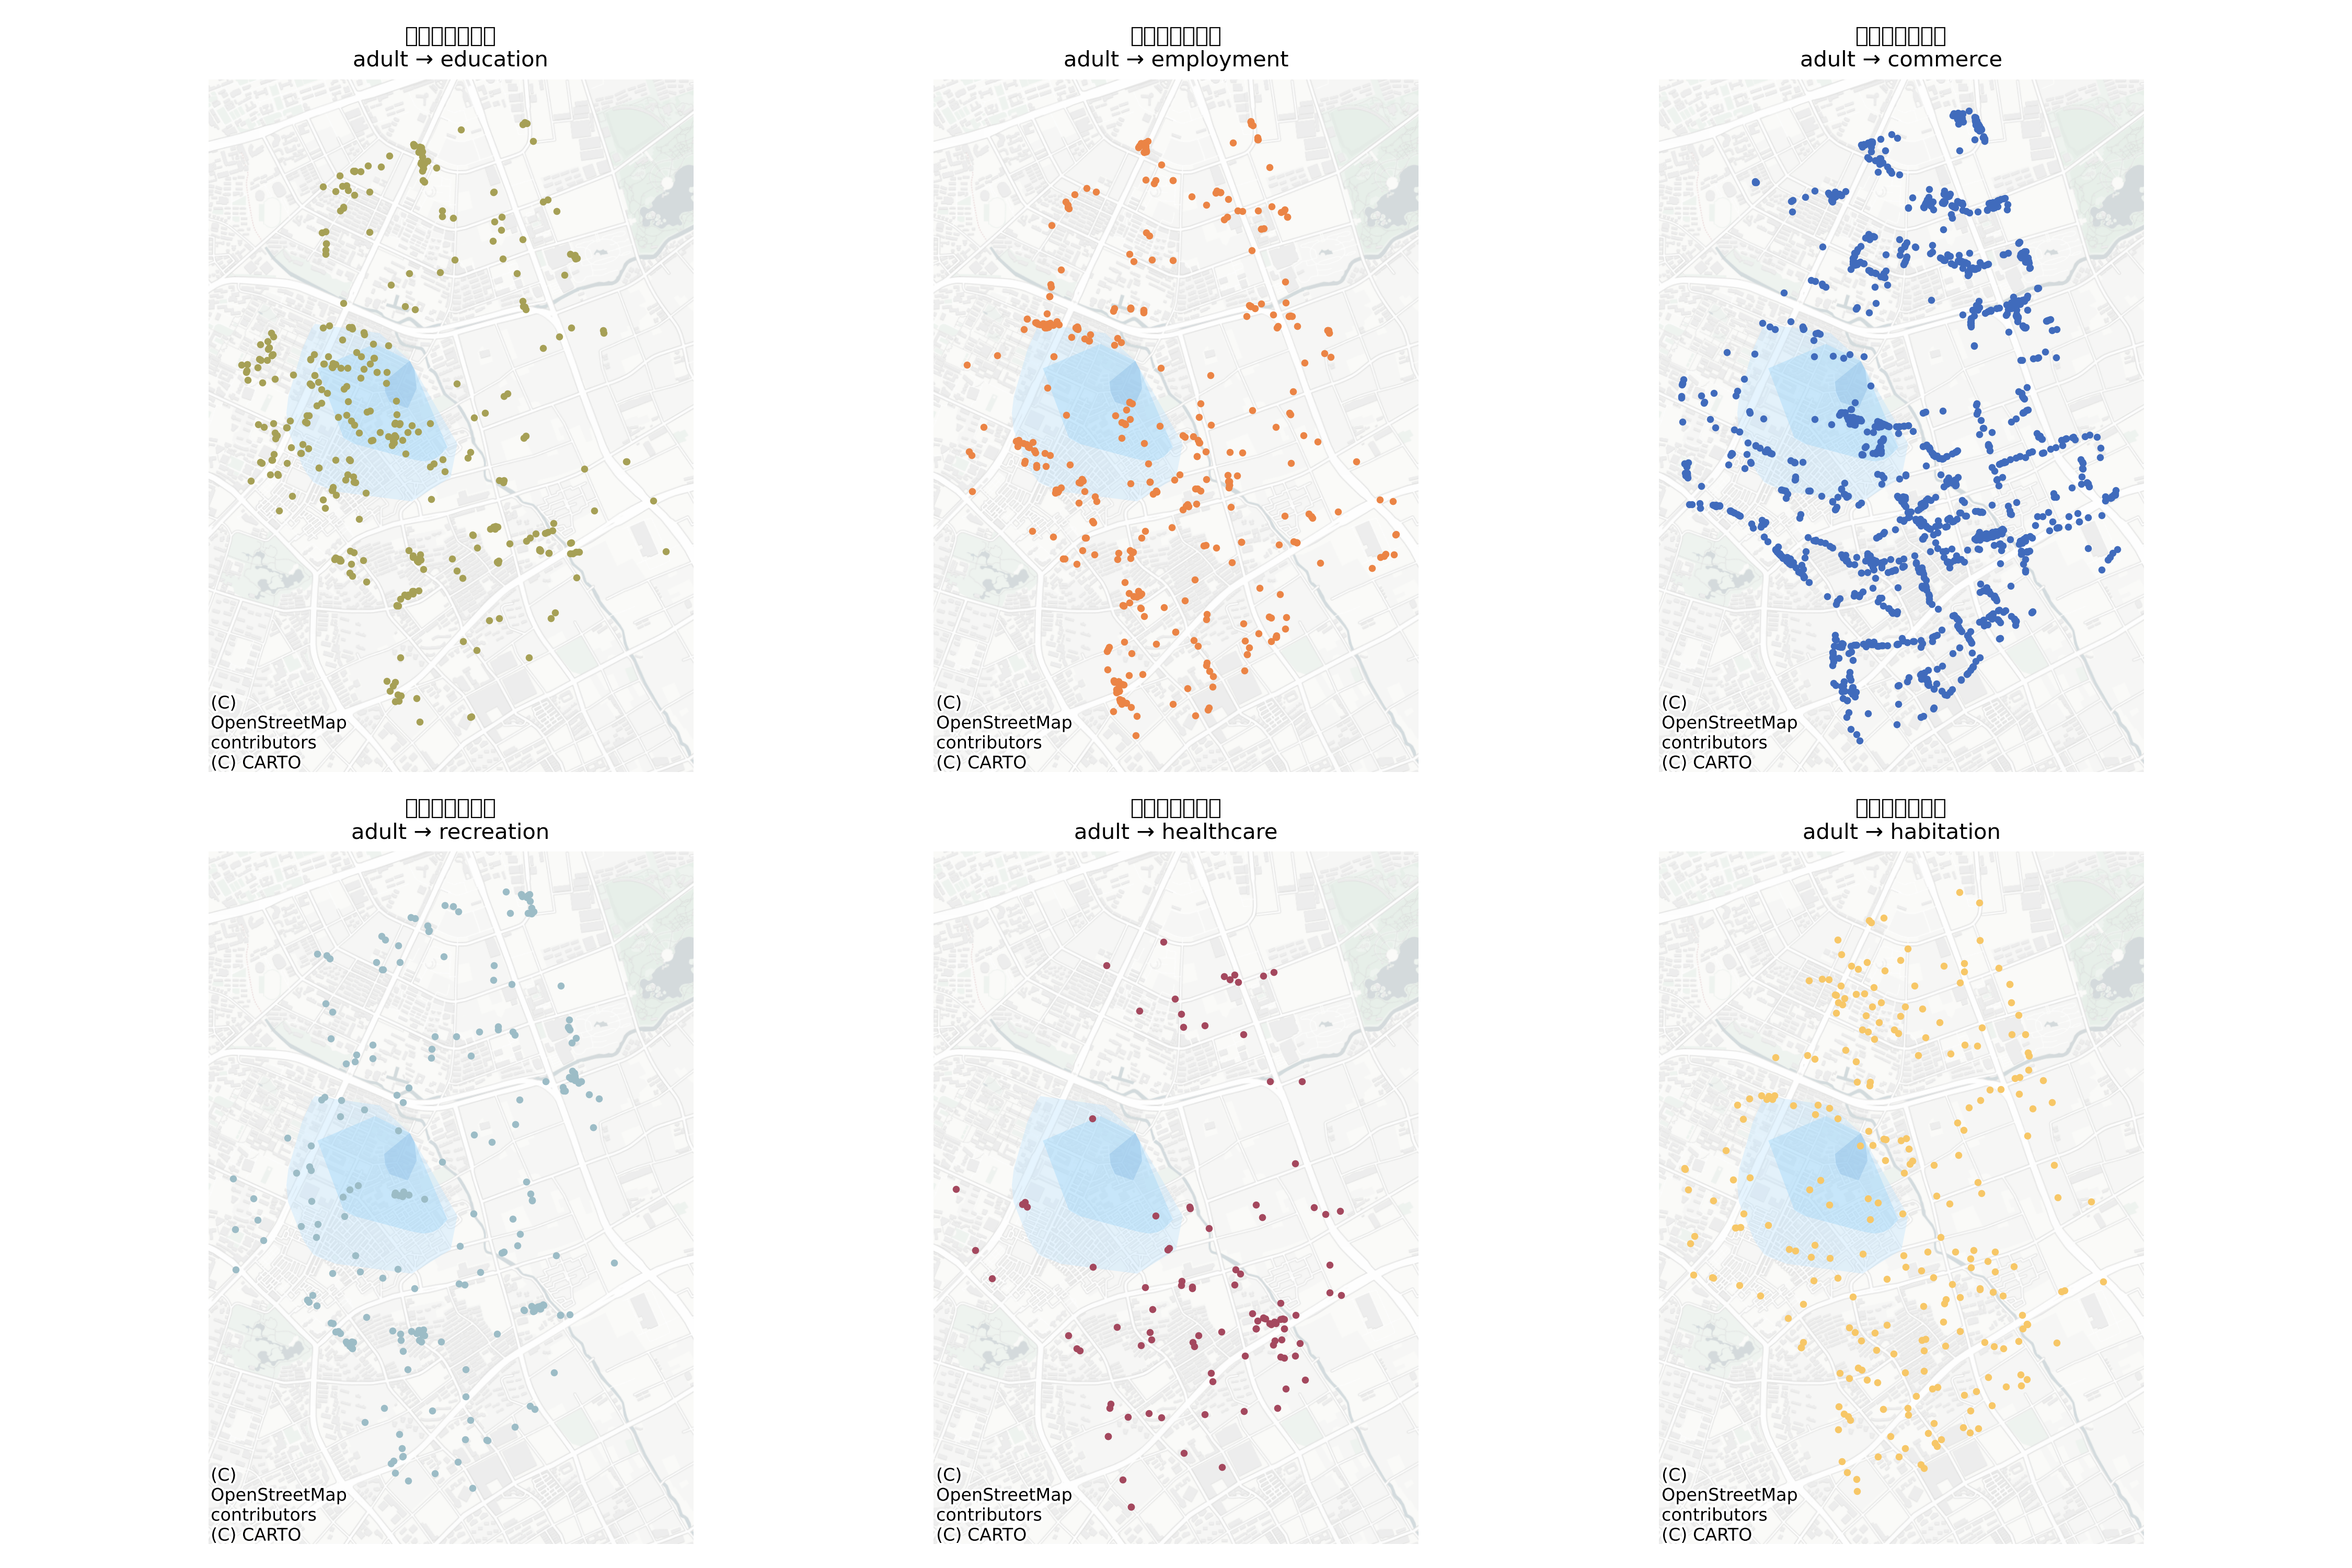 adult → education
adult → employment
adult → commerce
(C)
OpenStreetMap
contributors
(C) CARTO
(C)
OpenStreetMap
contributors
(C) CARTO
(C)
OpenStreetMap
contributors
(C) CARTO
adult → recreation
adult → healthcare
adult → habitation
(C)
OpenStreetMap
contributors
(C) CARTO
(C)
OpenStreetMap
contributors
(C) CARTO
(C)
OpenStreetMap
contributors
(C) CARTO